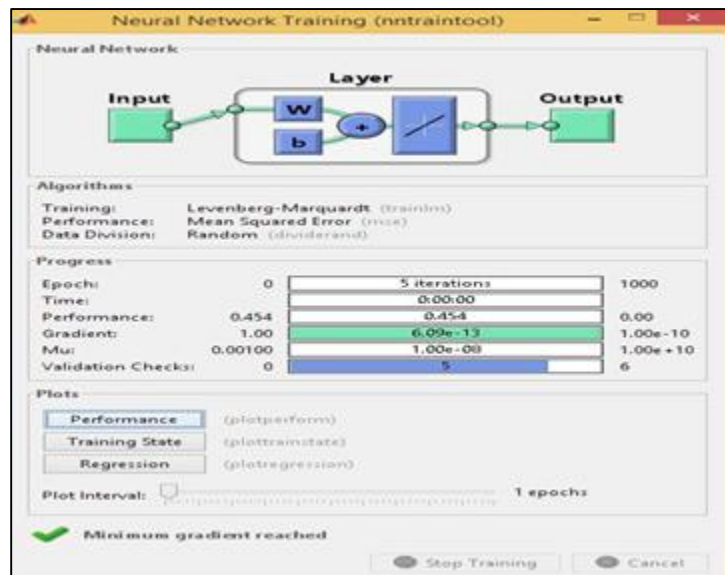 Neural Network Training (nntraintool)
Neural Network
Layer
Input
Output
W
b
+
Algorithms
Training: Levenberg-Marquardt (trainlm)
Performance: Mean Squared Error (mse)
Data Division: Random (dividerand)
Progress
Epoch: 0 5 iterations 1000
Time: 0:00:00
Performance: 0.454 0.454 0.00
Gradient: 1.00 6.09e-13 1.00e-10
Mu: 0.00100 1.00e-08 1.00e+10
Validation Checks: 0 5 6
Plots
Performance (plotperform)
Training State (plottrainstate)
Regression (plotregression)
Plot Interval: 1 epochs
Minimum gradient reached
Stop Training Cancel